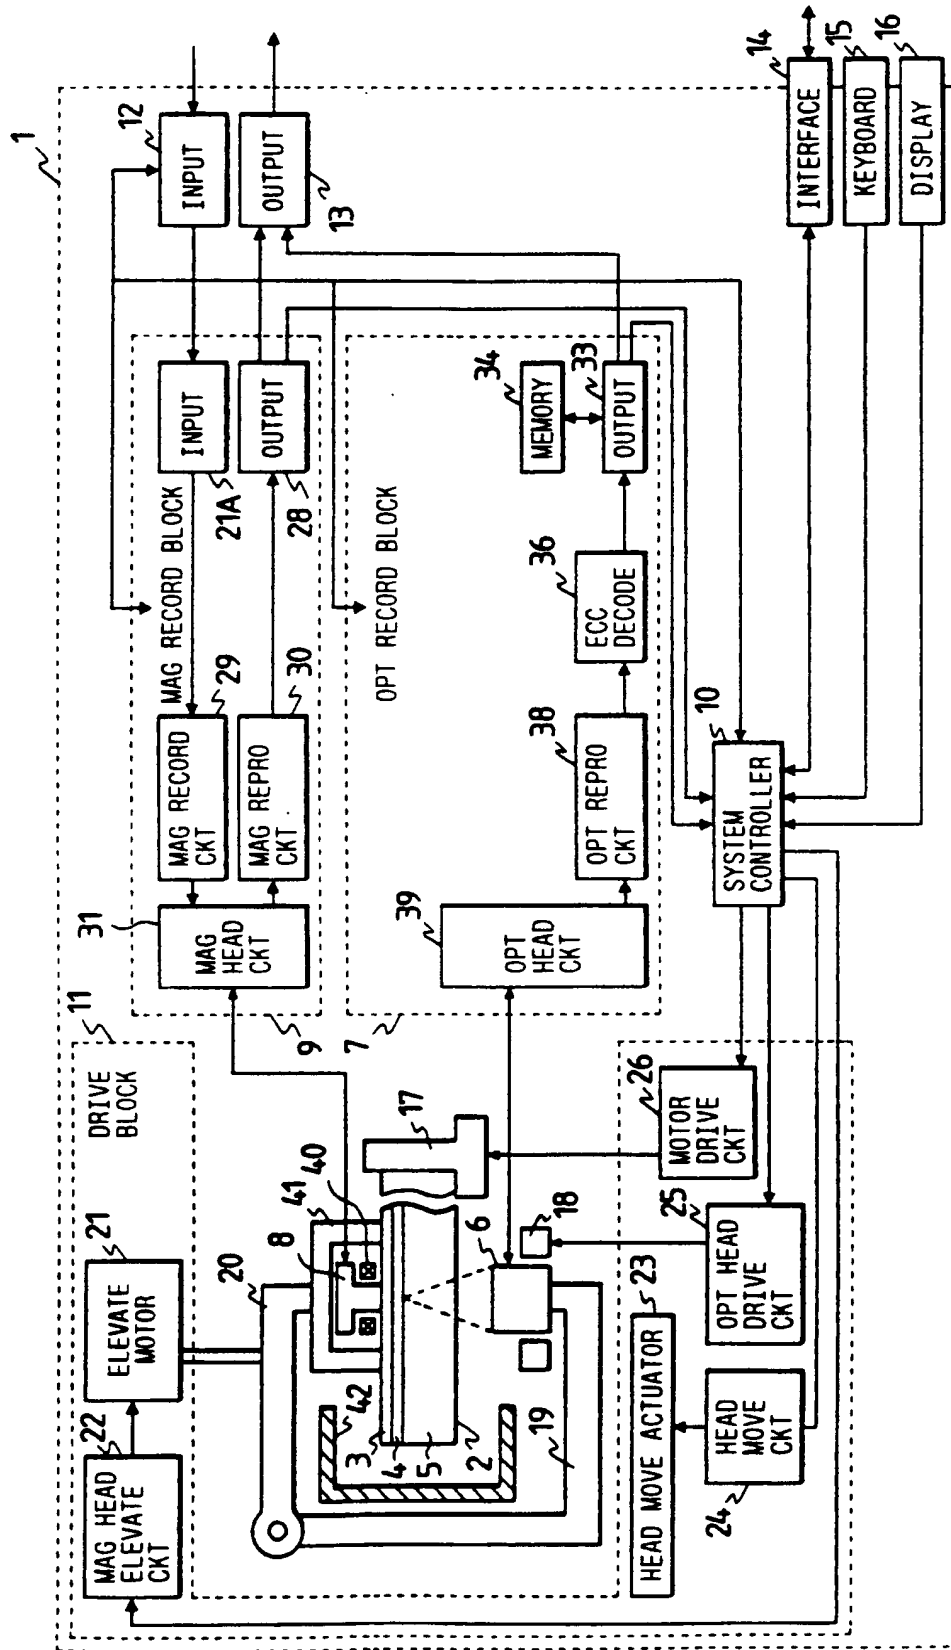 1
11
DRIVE
BLOCK
21
ELEVATE
MOTOR
22
MAG HEAD
ELEVATE
CKT
20
41
8
40
17
42
3
4
5
2
6
18
19
23
HEAD MOVE ACTUATOR
HEAD
MOVE
CKT
24
25
OPT HEAD
DRIVE
CKT
26
MOTOR
DRIVE
CKT
31
MAG
HEAD
CKT
9
MAG RECORD
CKT
29
MAG REPRO
CKT
30
MAG RECORD BLOCK
INPUT
21A
OUTPUT
28
12
INPUT
OUTPUT
13
7
39
OPT HEAD
CKT
OPT RECORD BLOCK
38
OPT REPRO
CKT
36
ECC
DECODE
34
MEMORY
33
OUTPUT
10
SYSTEM
CONTROLLER
14
INTERFACE
15
KEYBOARD
16
DISPLAY